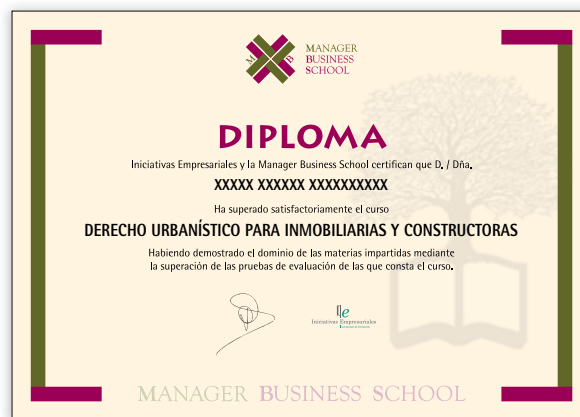 M B
MANAGER
BUSINESS
SCHOOL
DIPLOMA
Iniciativas Empresariales y la Manager Business School certifican que D. / Dña.
XXXXX XXXXXX XXXXXXXXXX
Ha superado satisfactoriamente el curso
DERECHO URBANÍSTICO PARA INMOBILIARIAS Y CONSTRUCTORAS
Habiendo demostrado el dominio de las materias impartidas mediante
la superación de las pruebas de evaluación de las que consta el curso.
Ile
Iniciativas Empresariales
MANAGER BUSINESS SCHOOL